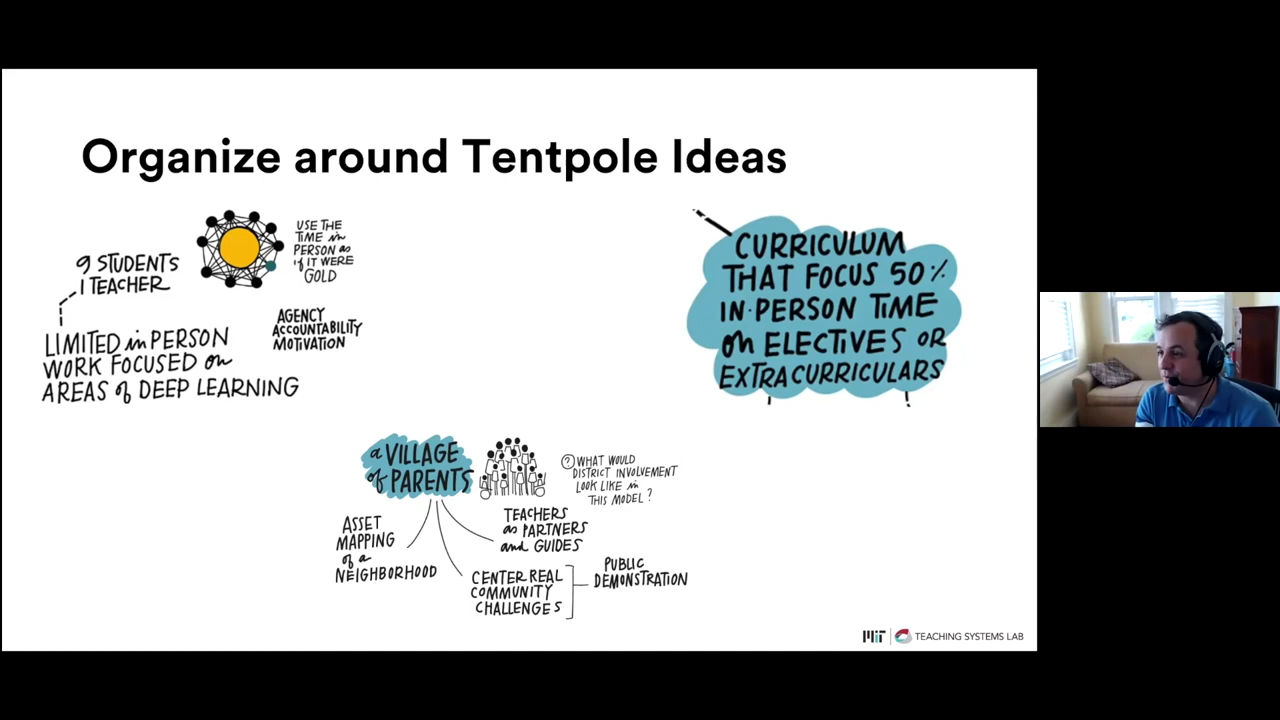 Organize around Tentpole Ideas
9 STUDENTS
1 TEACHER
USE THE
TIME in
PERSON as
if IT WERE
GOLD
AGENCY
ACCOUNTABILITY
MOTIVATION
LIMITED in PERSON
WORK FOCUSED on
AREAS of DEEP LEARNING
CURRICULUM
THAT FOCUS 50%
IN-PERSON TIME
on ELECTIVES OR
EXTRACURRICULARS
a VILLAGE
of PARENTS
? WHAT WOULD
DISTRICT INVOLVEMENT
LOOK LIKE in
THIS MODEL?
ASSET
MAPPING
of a
NEIGHBORHOOD
TEACHERS
as PARTNERS
and GUIDES
CENTER REAL
COMMUNITY
CHALLENGES
PUBLIC
DEMONSTRATION
MIT TEACHING SYSTEMS LAB